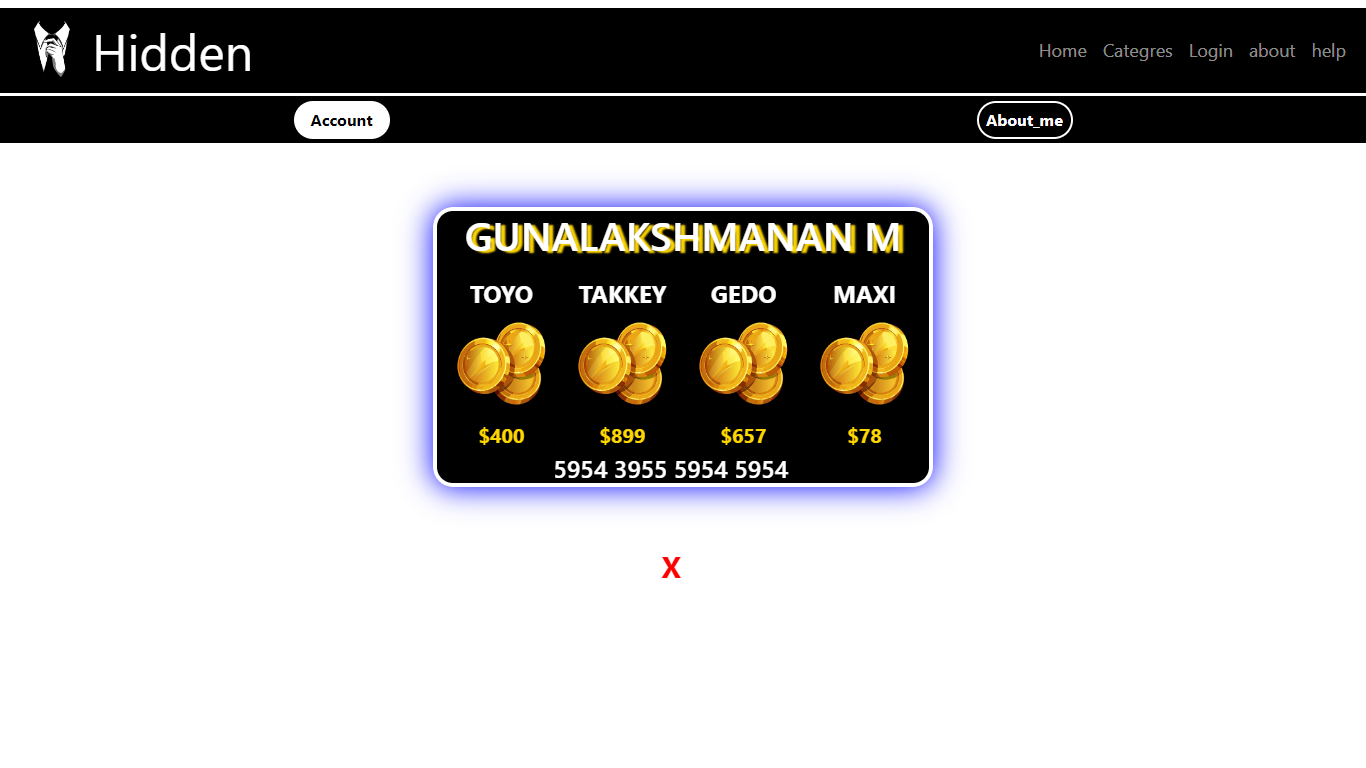 Hidden
Home Categres Login about help
Account About_me
GUNALAKSHMANAN M
TOYO TAKKEY GEDO MAXI
$400 $899 $657 $78
5954 3955 5954 5954
X